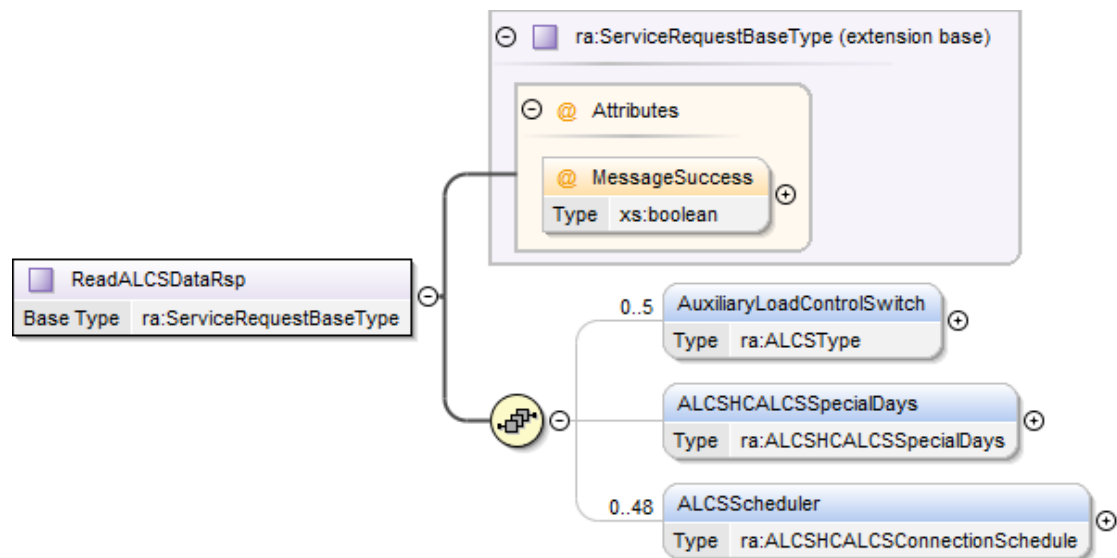 ra:ServiceRequestBaseType (extension base)
@ Attributes
@ MessageSuccess
Type xs:boolean
ReadALCSDataRsp
Base Type ra:ServiceRequestBaseType
0..5 AuxiliaryLoadControlSwitch
Type ra:ALCSType
ALCSHCALCSSpecialDays
Type ra:ALCSHCALCSSpecialDays
0..48 ALCSScheduler
Type ra:ALCSHCALCSConnectionSchedule